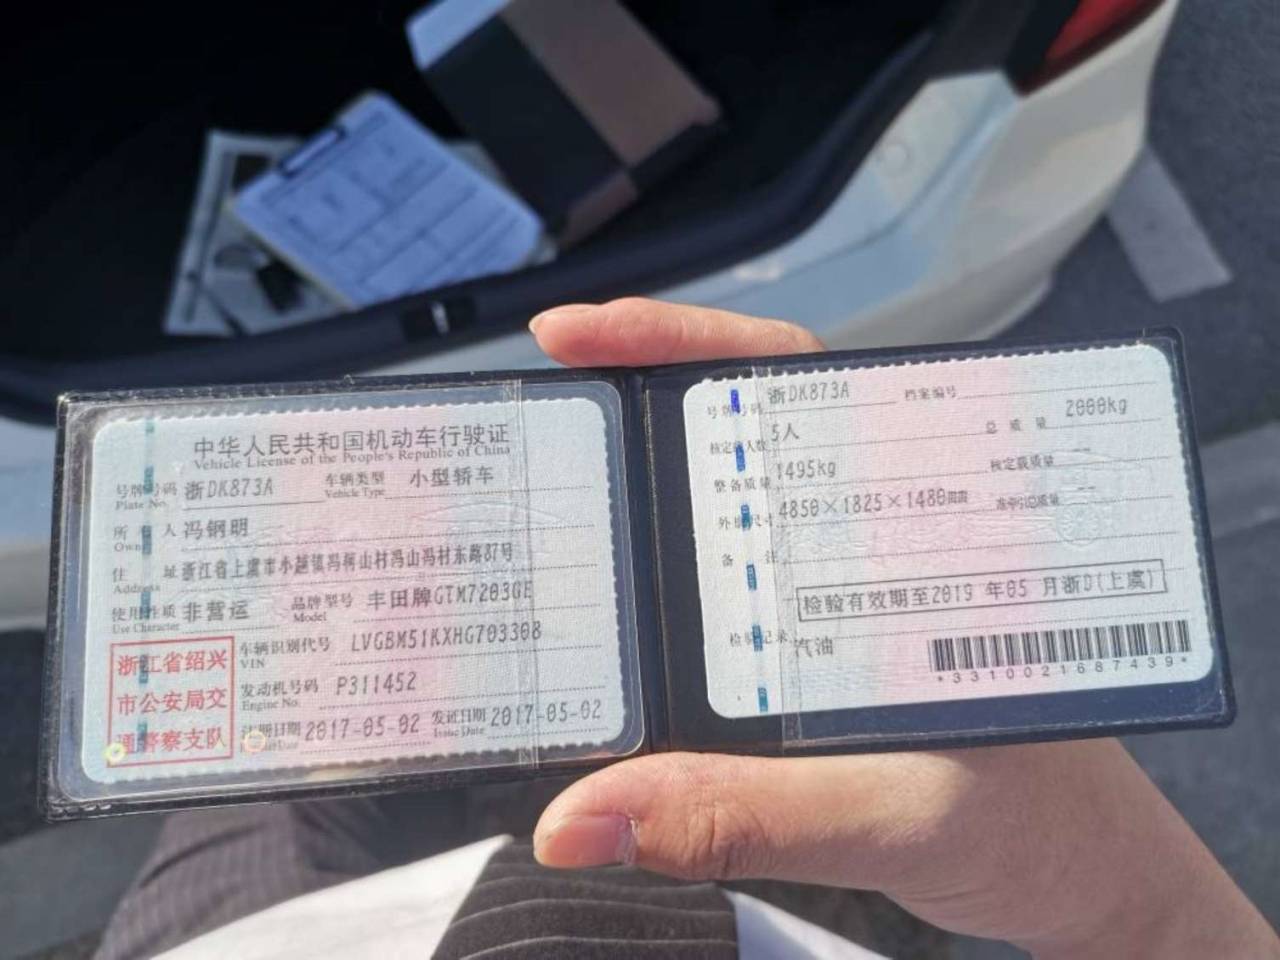 中华人民共和国机动车行驶证
Vehicle License of the People's Republic of China
号牌号码 浙DK873A 车辆类型 小型轿车
Plate No. Vehicle Type
所有人 冯钢明
Owner
住址 浙江省上虞市小越镇冯柯山村冯山冯村东路87号
Address
使用性质 非营运 品牌型号 丰田牌GTM7203GE
Use Character Model
车辆识别代号 LVGBM51KXHG703308
VIN
发动机号码 P311452
Engine No.
注册日期 2017-05-02 发证日期 2017-05-02
Issue Date
浙江省绍兴
市公安局交
通警察支队
号牌号码 浙DK873A 档案编号
核定载人数 5人 总质量 2000kg
整备质量 1495kg 核定载质量 --
外廓尺寸 4850×1825×1480mm 准牵引总质量 --
备注
检验有效期至2019年05月浙D(上虞)
检验记录 汽油
*3310021687439*